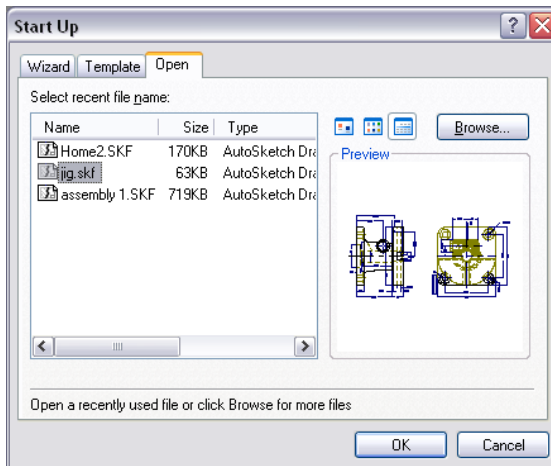 Start Up
Wizard Template Open
Select recent file name:
Name Size Type
Home2.SKF 170KB AutoSketch Dra
jig.skf 63KB AutoSketch Dra
assembly 1.SKF 719KB AutoSketch Dra
Browse...
Preview
Open a recently used file or click Browse for more files
OK Cancel